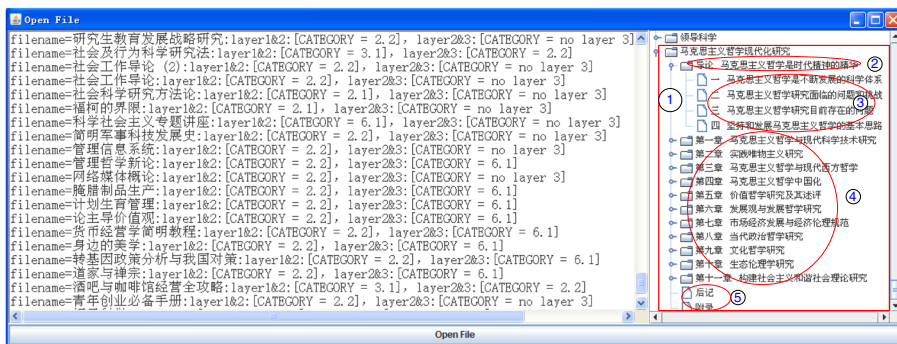 Open File
filename=研究生教育发展战略研究:layer1&2:[CATEGORY = 2.2], layer2&3:[CATEGORY = no layer 3]
filename=社会及行为科学研究法:layer1&2:[CATEGORY = 3.1], layer2&3:[CATEGORY = 2.2]
filename=社会工作导论 (2):layer1&2:[CATEGORY = 2.2], layer2&3:[CATEGORY = no layer 3]
filename=社会工作导论:layer1&2:[CATEGORY = 2.2], layer2&3:[CATEGORY = no layer 3]
filename=社会科学研究方法论:layer1&2:[CATEGORY = 2.1], layer2&3:[CATEGORY = no layer 3]
filename=福柯的界限:layer1&2:[CATEGORY = 2.1], layer2&3:[CATEGORY = no layer 3]
filename=科学社会主义专题讲座:layer1&2:[CATEGORY = 6.1], layer2&3:[CATEGORY = 2.2]
filename=简明军事科技发展史:layer1&2:[CATEGORY = 2.2], layer2&3:[CATEGORY = no layer 3]
filename=管理信息系统:layer1&2:[CATEGORY = 2.2], layer2&3:[CATEGORY = no layer 3]
filename=管理哲学新论:layer1&2:[CATEGORY = 2.2], layer2&3:[CATEGORY = 6.1]
filename=网络媒体概论:layer1&2:[CATEGORY = 2.2], layer2&3:[CATEGORY = no layer 3]
filename=腌腊制品生产:layer1&2:[CATEGORY = 2.2], layer2&3:[CATEGORY = 6.1]
filename=计划生育管理:layer1&2:[CATEGORY = 2.2], layer2&3:[CATEGORY = 6.1]
filename=论主导价值观:layer1&2:[CATEGORY = 2.2], layer2&3:[CATEGORY = 6.1]
filename=货币经营学简明教程:layer1&2:[CATEGORY = 2.2], layer2&3:[CATEGORY = 6.1]
filename=身边的美学:layer1&2:[CATEGORY = 2.2], layer2&3:[CATEGORY = 6.1]
filename=转基因政策分析与我国对策:layer1&2:[CATEGORY = 2.2], layer2&3:[CATEGORY = 6.1]
filename=道家与禅宗:layer1&2:[CATEGORY = 2.2], layer2&3:[CATEGORY = 6.1]
filename=酒吧与咖啡馆经营全攻略:layer1&2:[CATEGORY = 2.2], layer2&3:[CATEGORY = 6.1]
filename=青年创业必备手册:layer1&2:[CATEGORY = 2.2], layer2&3:[CATEGORY = no layer 3]
领导科学
马克思主义哲学现代化研究
导论 马克思主义哲学是时代精神的精华 ②
一 马克思主义哲学是不断发展的科学体系
①
二 马克思主义哲学研究面临的问题和挑战
③
三 马克思主义哲学研究目前存在的问题
四 坚持和发展马克思主义哲学的基本思路
第一章 马克思主义哲学与现代科学技术研究
第二章 实践唯物主义研究
第三章 马克思主义哲学与现代西方哲学
第四章 马克思主义哲学中国化
④
第五章 价值哲学研究及其述评
第六章 发展观与发展哲学研究
第七章 市场经济发展与经济伦理规范
第八章 当代政治哲学研究
第九章 文化哲学研究
第十章 生态伦理学研究
第十一章 构建社会主义和谐社会理论研究
后记 ⑤
附录
Open File